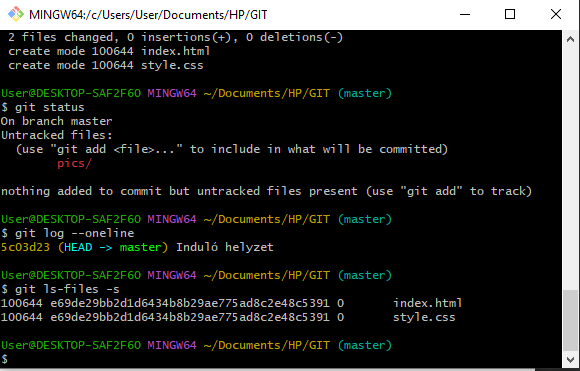 MINGW64:/c/Users/User/Documents/HP/GIT
2 files changed, 0 insertions(+), 0 deletions(-)
create mode 100644 index.html
create mode 100644 style.css
User@DESKTOP-SAF2F6O MINGW64 ~/Documents/HP/GIT (master)
$ git status
On branch master
Untracked files:
(use "git add <file>..." to include in what will be committed)
pics/
nothing added to commit but untracked files present (use "git add" to track)
User@DESKTOP-SAF2F6O MINGW64 ~/Documents/HP/GIT (master)
$ git log --oneline
5c03d23 (HEAD -> master) Induló helyzet
User@DESKTOP-SAF2F6O MINGW64 ~/Documents/HP/GIT (master)
$ git ls-files -s
100644 e69de29bb2d1d6434b8b29ae775ad8c2e48c5391 0 index.html
100644 e69de29bb2d1d6434b8b29ae775ad8c2e48c5391 0 style.css
User@DESKTOP-SAF2F6O MINGW64 ~/Documents/HP/GIT (master)
$